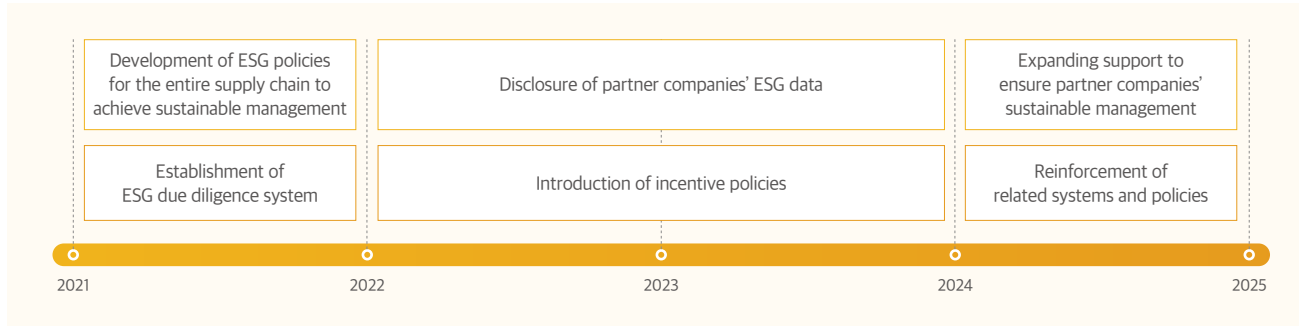 Development of ESG policies
for the entire supply chain to
achieve sustainable management
Disclosure of partner companies’ ESG data
Expanding support to
ensure partner companies’
sustainable management
Establishment of
ESG due diligence system
Introduction of incentive policies
Reinforcement of
related systems and policies
2021
2022
2023
2024
2025